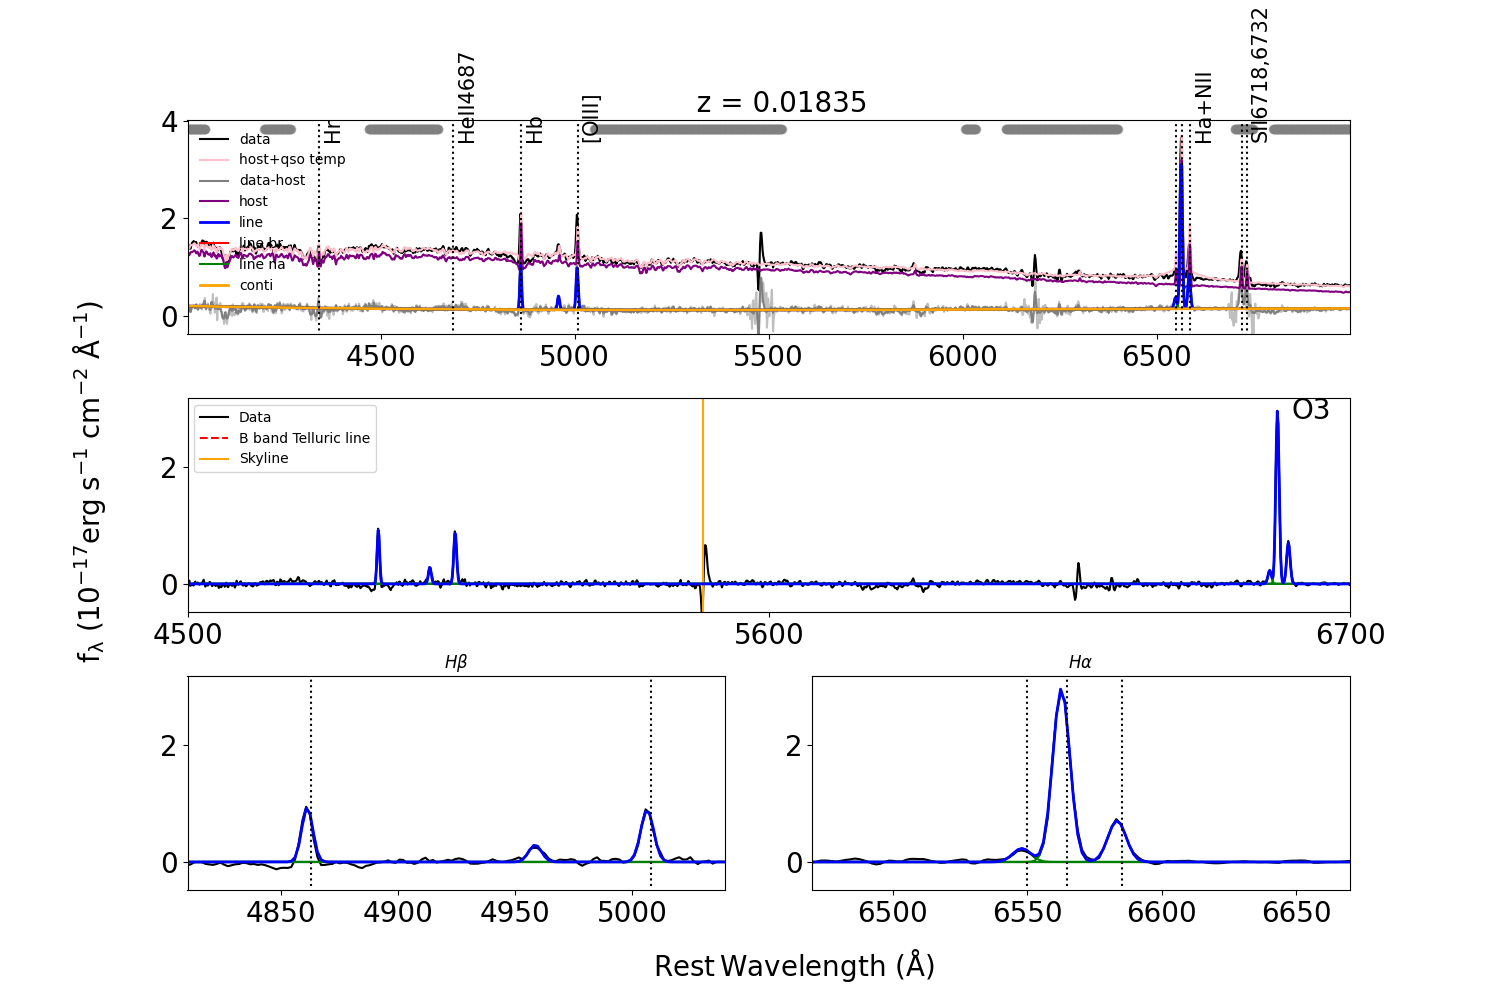 z = 0.01835
Hr
HeII4687
Hb
[OIII]
Ha+NII
SII6718,6732
4
2
0
data
host+qso temp
data-host
host
line
line br
line na
conti
4500 5000 5500 6000 6500
f_λ (10^{-17}erg s^{-1} cm^{-2} Å^{-1})
2
0
Data
B band Telluric line
Skyline
O3
4500 5600 6700
Hβ
2
0
4850 4900 4950 5000
Hα
2
0
6500 6550 6600 6650
Rest Wavelength (Å)